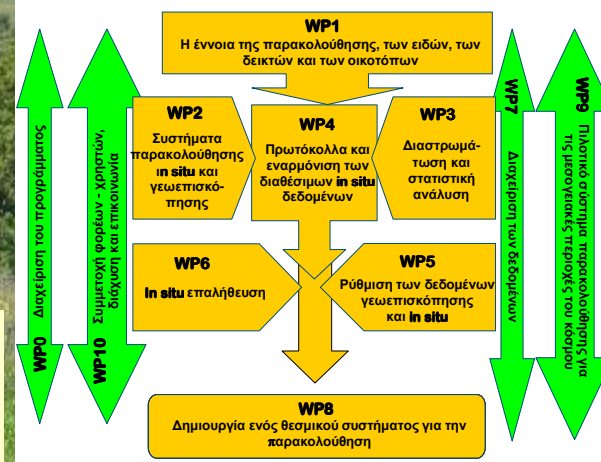 WP1
Η έννοια της παρακολούθησης, των ειδών, των
δεικτών και των οικοτόπων
WP2
Συστήματα
παρακολούθησης
in situ και
γεωεπισκό-
πησης
WP4
Πρωτόκολλα και
εναρμόνιση των
διαθέσιμων in situ
δεδομένων
WP3
Διαστρωμά-
τωση και
στατιστική
ανάλυση
WP6
In situ επαλήθευση
WP5
Ρύθμιση των δεδομένων
γεωεπισκόπησης
και in situ
WP8
Δημιουργία ενός θεσμικού συστήματος για την
παρακολούθηση
WP0 Διαχείριση του προγράμματος
WP10 Συμμετοχή φορέων - χρηστών,
διάχυση και επικοινωνία
WP7 Διαχείριση των δεδομένων
WP9 Πιλοτικό σύστημα παρακολούθησης για
τις μεσογειακές περιοχές του κόσμου